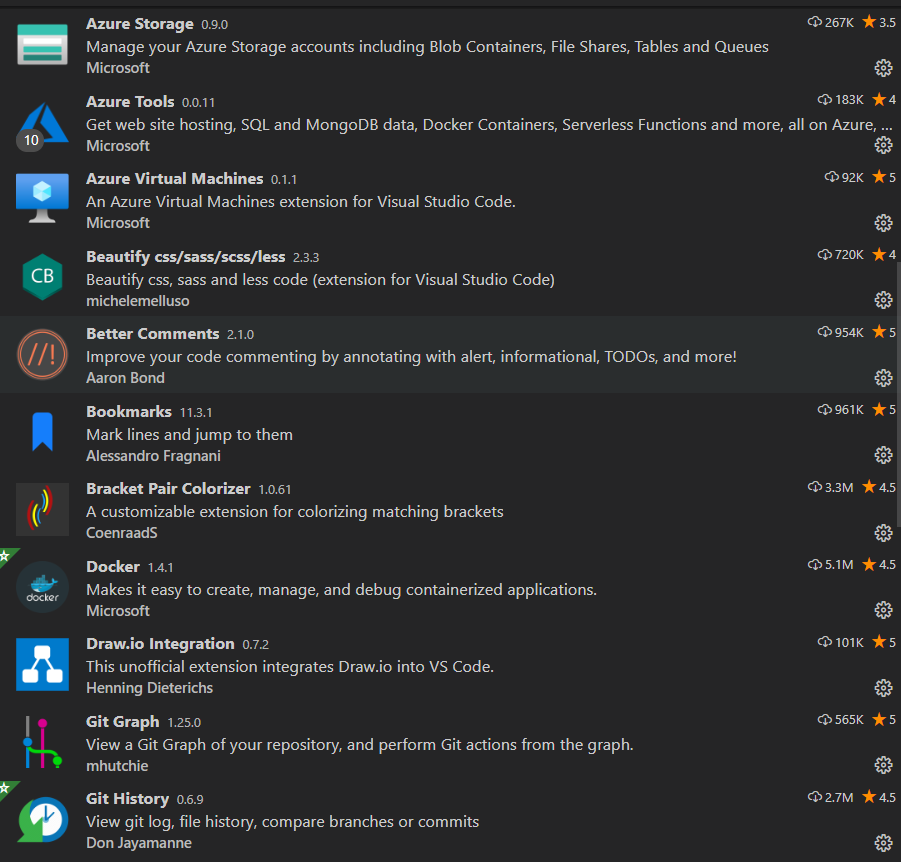 Azure Storage 0.9.0 267K 3.5
Manage your Azure Storage accounts including Blob Containers, File Shares, Tables and Queues
Microsoft
Azure Tools 0.0.11 183K 4
Get web site hosting, SQL and MongoDB data, Docker Containers, Serverless Functions and more, all on Azure, ...
10
Microsoft
Azure Virtual Machines 0.1.1 92K 5
An Azure Virtual Machines extension for Visual Studio Code.
Microsoft
Beautify css/sass/scss/less 2.3.3 720K 4
CB
Beautify css, sass and less code (extension for Visual Studio Code)
michelemelluso
Better Comments 2.1.0 954K 5
//!
Improve your code commenting by annotating with alert, informational, TODOs, and more!
Aaron Bond
Bookmarks 11.3.1 961K 5
Mark lines and jump to them
Alessandro Fragnani
Bracket Pair Colorizer 1.0.61 3.3M 4.5
A customizable extension for colorizing matching brackets
CoenraadS
Docker 1.4.1 5.1M 4.5
Makes it easy to create, manage, and debug containerized applications.
docker
Microsoft
Draw.io Integration 0.7.2 101K 5
This unofficial extension integrates Draw.io into VS Code.
Henning Dieterichs
Git Graph 1.25.0 565K 5
View a Git Graph of your repository, and perform Git actions from the graph.
mhutchie
Git History 0.6.9 2.7M 4.5
View git log, file history, compare branches or commits
Don Jayamanne